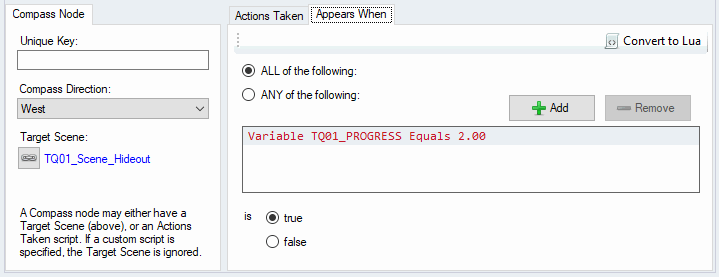 Compass Node
Unique Key:
Compass Direction:
West
Target Scene:
TQ01_Scene_Hideout
A Compass node may either have a
Target Scene (above), or an Actions
Taken script. If a custom script is
specified, the Target Scene is ignored.
Actions Taken
Appears When
Convert to Lua
ALL of the following:
ANY of the following:
Add
Remove
Variable TQ01_PROGRESS Equals 2.00
is
true
false